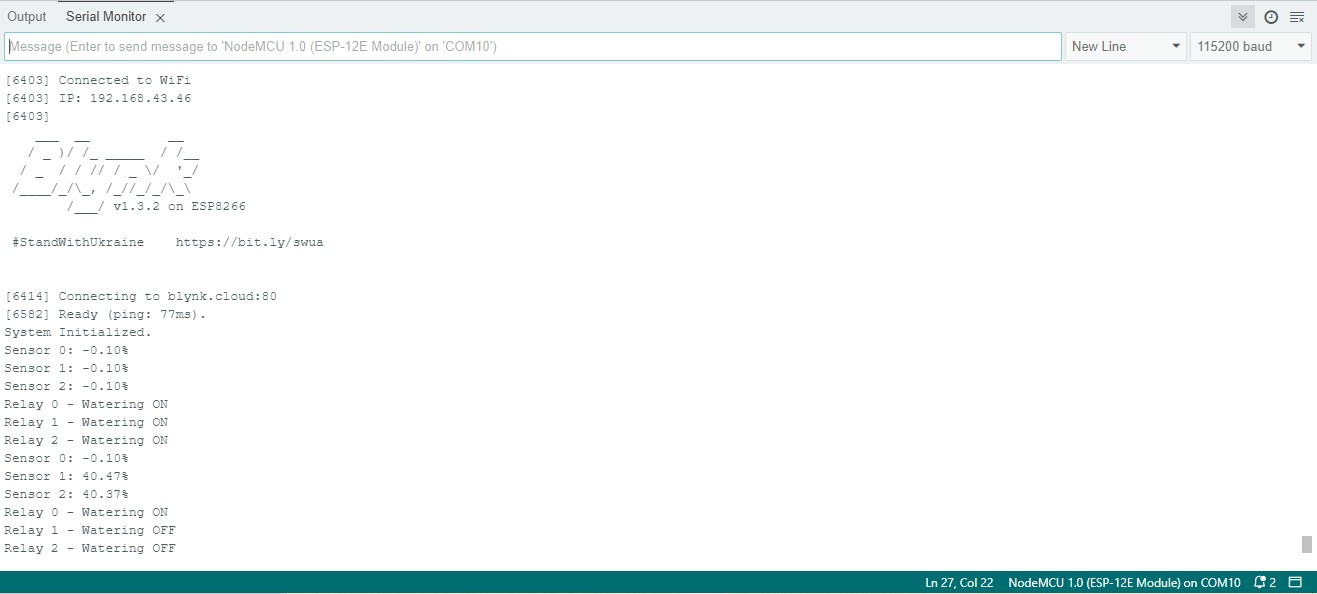 Output Serial Monitor
Message (Enter to send message to 'NodeMCU 1.0 (ESP-12E Module)' on 'COM10') New Line 115200 baud
[6403] Connected to WiFi
[6403] IP: 192.168.43.46
[6403]
    ___  __          __
   / _ )/ /_ _____  / /__
  / _  / / // / _ \/  '_/
 /____/_/\_, /_//_/_/\_\
        /___/ v1.3.2 on ESP8266
#StandWithUkraine    https://bit.ly/swua
[6414] Connecting to blynk.cloud:80
[6582] Ready (ping: 77ms).
System Initialized.
Sensor 0: -0.10%
Sensor 1: -0.10%
Sensor 2: -0.10%
Relay 0 - Watering ON
Relay 1 - Watering ON
Relay 2 - Watering ON
Sensor 0: -0.10%
Sensor 1: 40.47%
Sensor 2: 40.37%
Relay 0 - Watering ON
Relay 1 - Watering OFF
Relay 2 - Watering OFF
Ln 27, Col 22 NodeMCU 1.0 (ESP-12E Module) on COM10 2